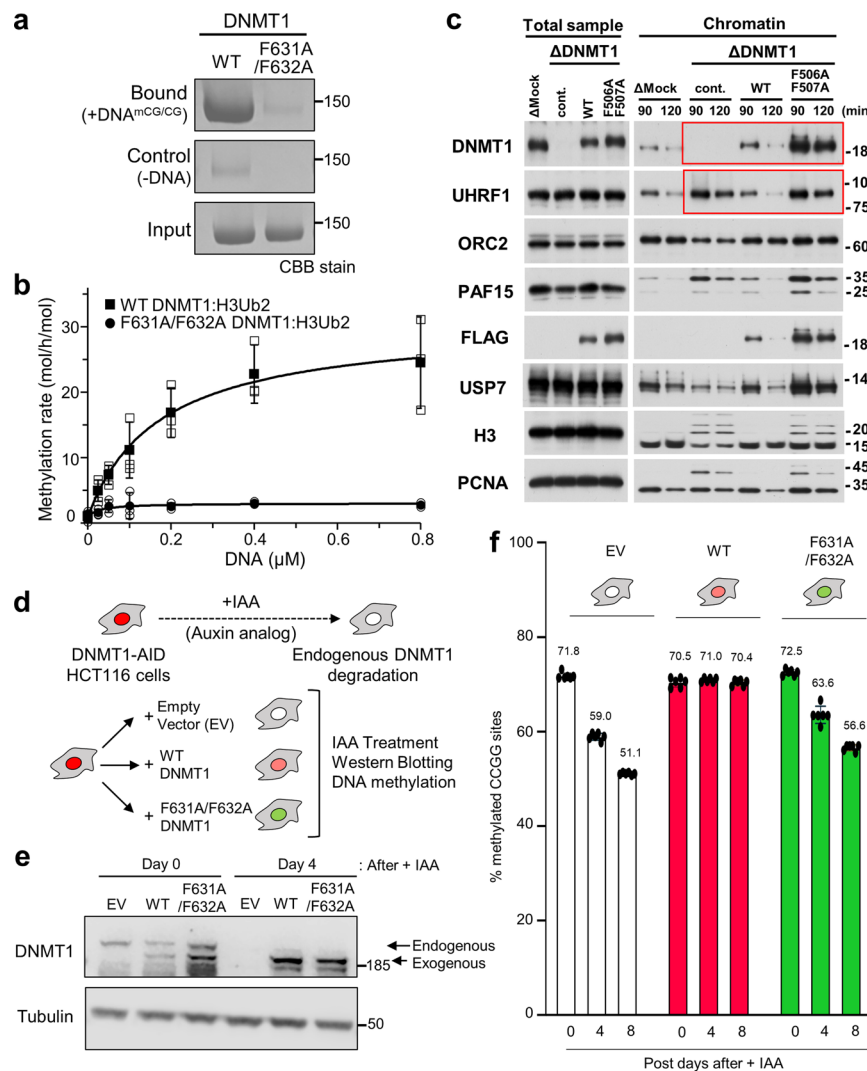 a
DNMT1
WT
F631A
/F632A
Bound
(+DNAmCG/CG)
150
Control
(-DNA)
150
Input
150
CBB stain
b
WT DNMT1:H3Ub2
F631A/F632A DNMT1:H3Ub2
Methylation rate (mol/h/mol)
30
20
10
0
0
0.2
0.4
0.6
0.8
DNA (µM)
c
Total sample
Chromatin
ΔDNMT1
ΔDNMT1
ΔMock
cont.
WT
F506A
F507A
ΔMock
cont.
WT
F506A
F507A
90 120 90 120 90 120 90 120 (min
DNMT1
- 18
UHRF1
- 10
- 75
ORC2
- 60
PAF15
- 35
- 25
FLAG
- 18
USP7
- 14
H3
- 20
- 15
PCNA
- 45
- 35
d
+IAA
(Auxin analog)
DNMT1-AID
HCT116 cells
Endogenous DNMT1
degradation
+ Empty
Vector (EV)
+ WT
DNMT1
+ F631A/F632A
DNMT1
IAA Treatment
Western Blotting
DNA methylation
e
Day 0
Day 4
: After + IAA
EV
WT
F631A
/F632A
EV
WT
F631A
/F632A
DNMT1
Endogenous
Exogenous
185
Tubulin
50
f
EV
WT
F631A
/F632A
% methylated CCGG sites
100
80
60
40
20
0
71.8
59.0
51.1
70.5
71.0
70.4
72.5
63.6
56.6
0 4 8 0 4 8 0 4 8
Post days after + IAA